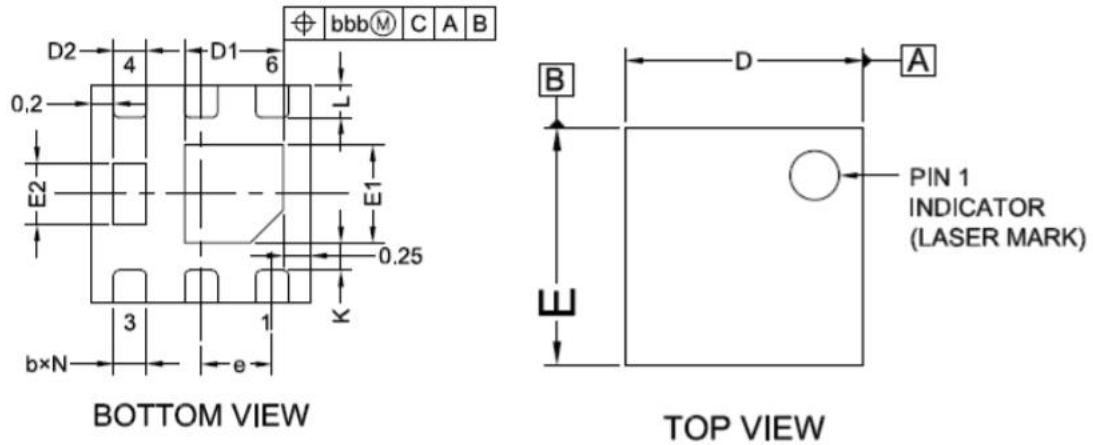 ⌖ bbbⓂ C A B
D2 4 D1 6
0.2
L
E2
E1
0.25
K
3 1
b×N e
BOTTOM VIEW
D A
B
E
PIN 1
INDICATOR
(LASER MARK)
TOP VIEW